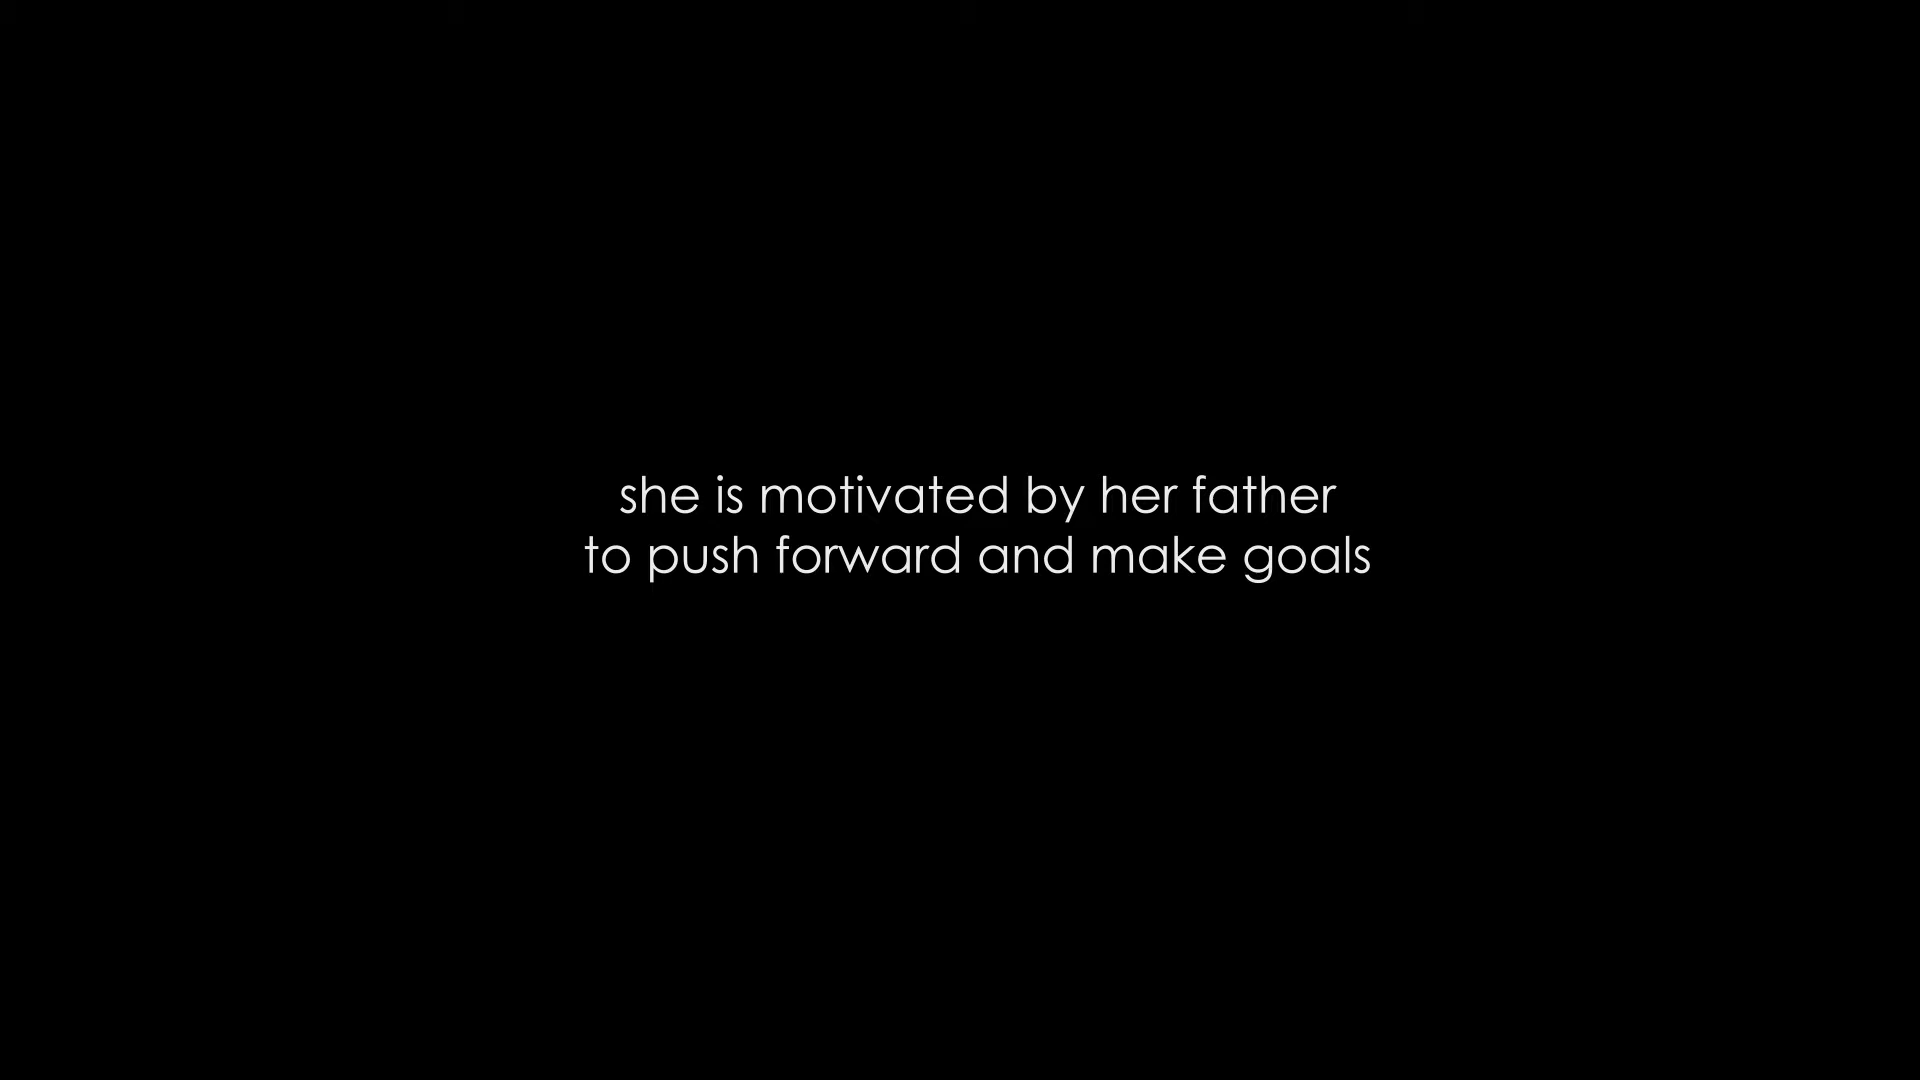 she is motivated by her father
to push forward and make goals